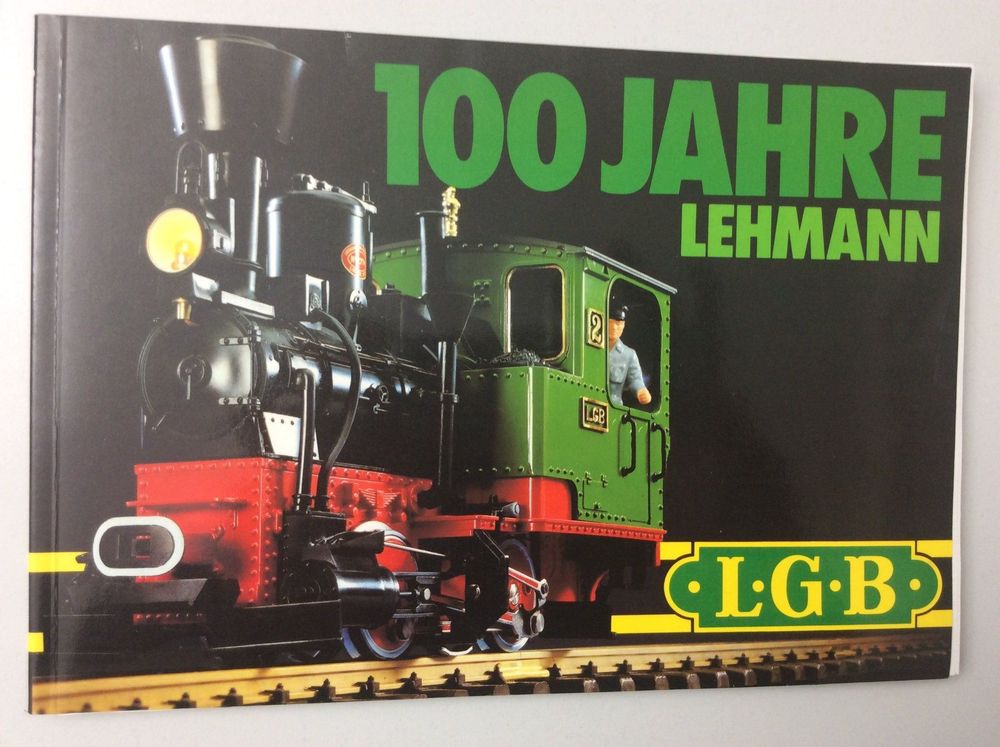 100 JAHRE
LEHMANN
2
LGB
L·G·B